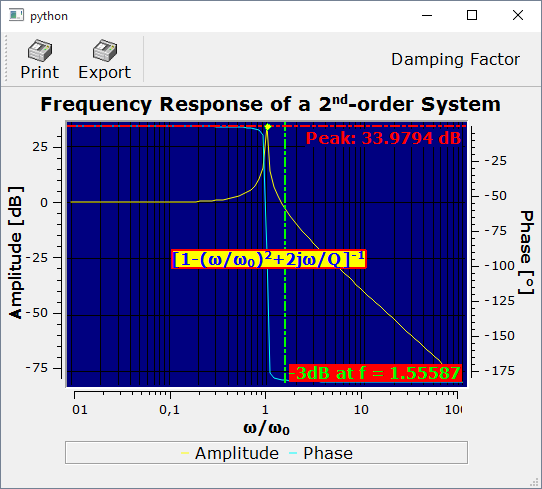 python
Print
Export
Damping Factor
Frequency Response of a 2nd-order System
Peak: 33.9794 dB
25
0
-25
-50
-75
Amplitude [dB]
[1-(ω/ω0)2+2jω/Q]-1
-25
-50
-75
-100
-125
-150
-175
Phase [°]
-3dB at f = 1.55587
01
0,1
1
10
10
ω/ω0
Amplitude
Phase